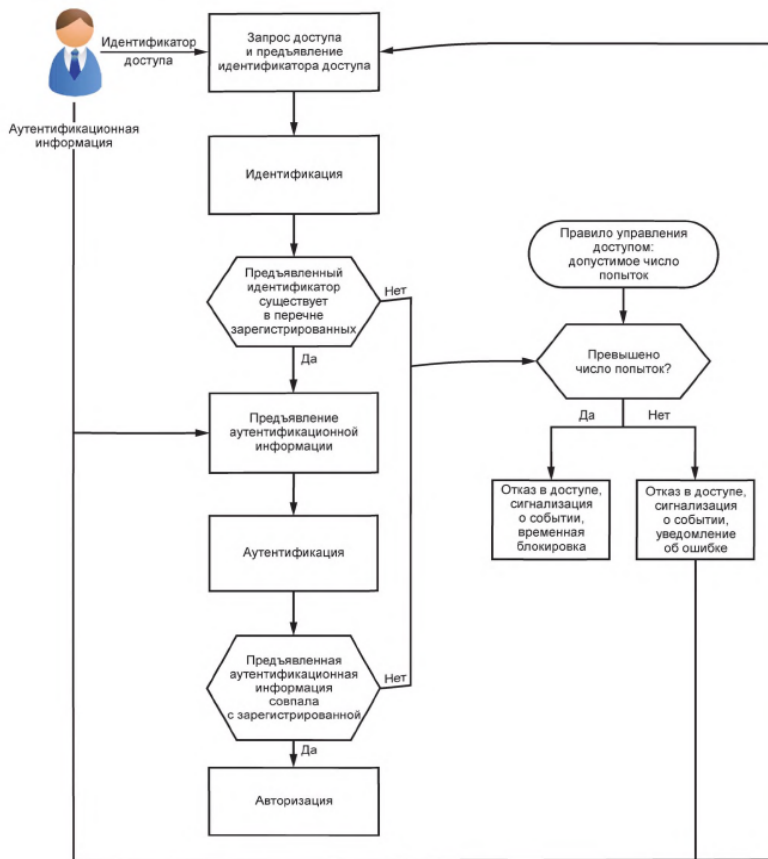 Идентификатор
доступа
Запрос доступа
и предъявление
идентификатора доступа
Аутентификационная
информация
Идентификация
Предъявленный
идентификатор
существует
в перечне
зарегистрированных
Нет
Да
Правило управления
доступом:
допустимое число
попыток
Превышено
число попыток?
Да
Нет
Предъявление
аутентификационной
информации
Отказ в доступе,
сигнализация
о событии,
временная
блокировка
Отказ в доступе,
сигнализация
о событии,
уведомление
об ошибке
Аутентификация
Предъявленная
аутентификационная
информация
совпала
с зарегистрированной
Нет
Да
Авторизация